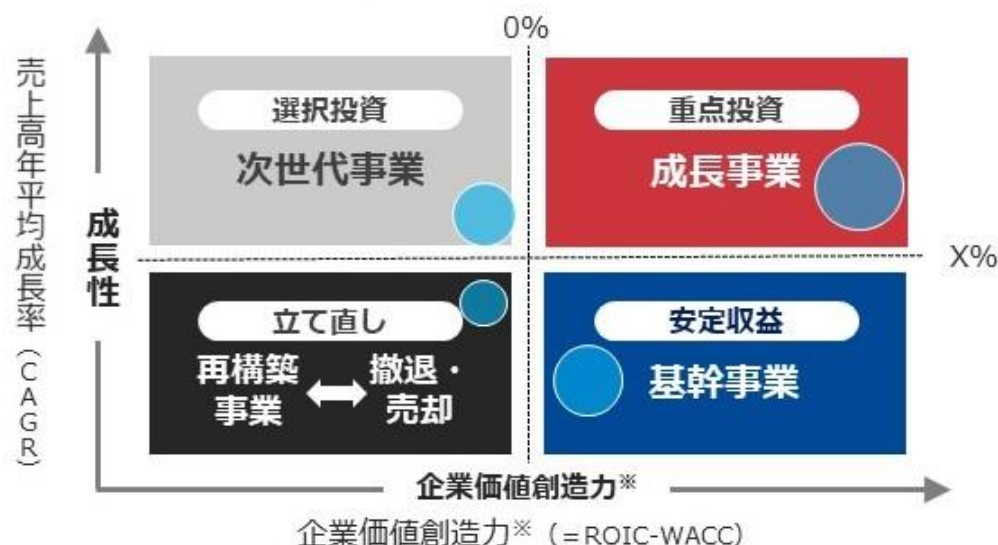 0%
売上高年平均成長率（CAGR）
成長性
選択投資
次世代事業
重点投資
成長事業
X%
立て直し
再構築
事業
撤退・
売却
安定収益
基幹事業
企業価値創造力※
企業価値創造力※（=ROIC-WACC）